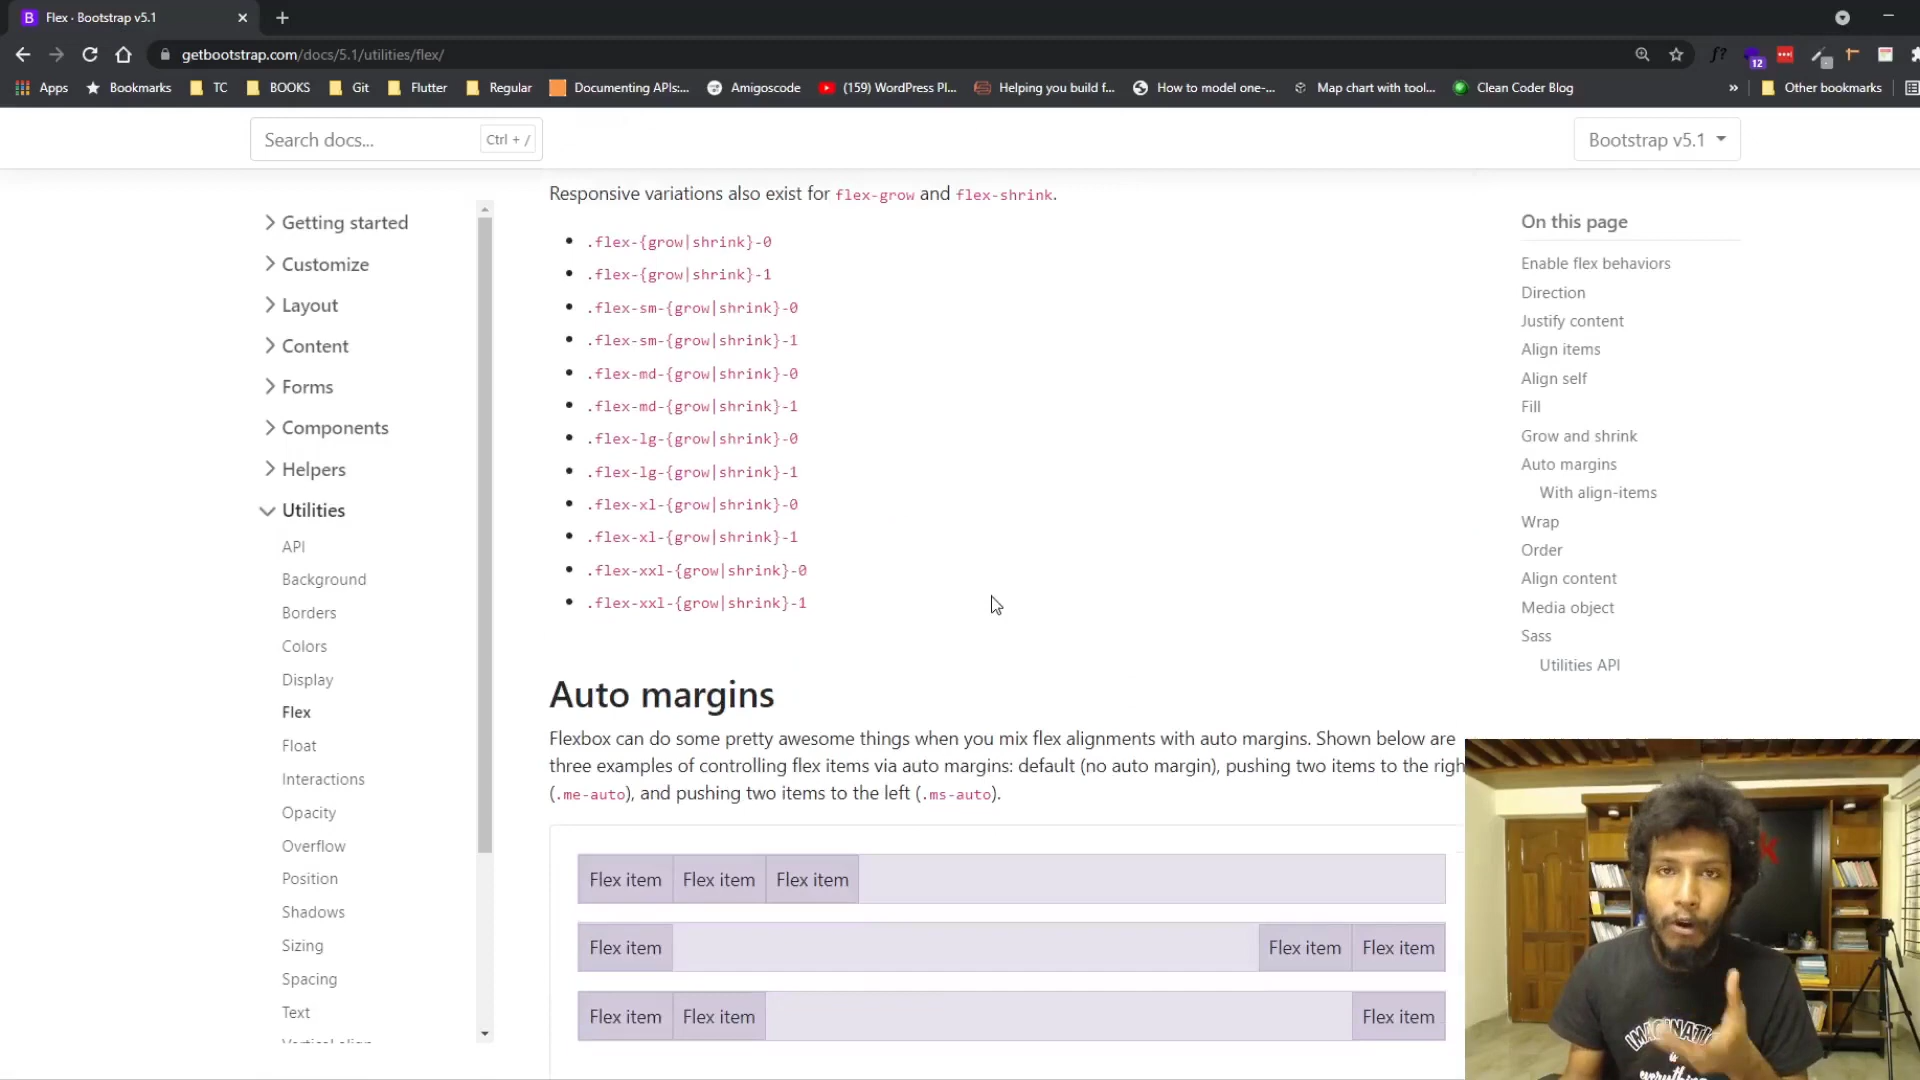 Flex · Bootstrap v5.1
getbootstrap.com/docs/5.1/utilities/flex/
12
Apps
Bookmarks
TC
BOOKS
Git
Flutter
Regular
Documenting APIs:...
Amigoscode
(159) WordPress Pl...
Helping you build f...
How to model one-...
Map chart with tool...
Clean Coder Blog
»
Other bookmarks
Search docs...
Ctrl + /
Bootstrap v5.1
Getting started
Customize
Layout
Content
Forms
Components
Helpers
Utilities
API
Background
Borders
Colors
Display
Flex
Float
Interactions
Opacity
Overflow
Position
Shadows
Sizing
Spacing
Text
Vertical align
Responsive variations also exist for flex-grow and flex-shrink.
.flex-{grow|shrink}-0
.flex-{grow|shrink}-1
.flex-sm-{grow|shrink}-0
.flex-sm-{grow|shrink}-1
.flex-md-{grow|shrink}-0
.flex-md-{grow|shrink}-1
.flex-lg-{grow|shrink}-0
.flex-lg-{grow|shrink}-1
.flex-xl-{grow|shrink}-0
.flex-xl-{grow|shrink}-1
.flex-xxl-{grow|shrink}-0
.flex-xxl-{grow|shrink}-1
Auto margins
Flexbox can do some pretty awesome things when you mix flex alignments with auto margins. Shown below are
three examples of controlling flex items via auto margins: default (no auto margin), pushing two items to the righ
(.me-auto), and pushing two items to the left (.ms-auto).
Flex item Flex item Flex item
Flex item Flex item Flex item
Flex item Flex item Flex item
On this page
Enable flex behaviors
Direction
Justify content
Align items
Align self
Fill
Grow and shrink
Auto margins
With align-items
Wrap
Order
Align content
Media object
Sass
Utilities API
k
is
everything